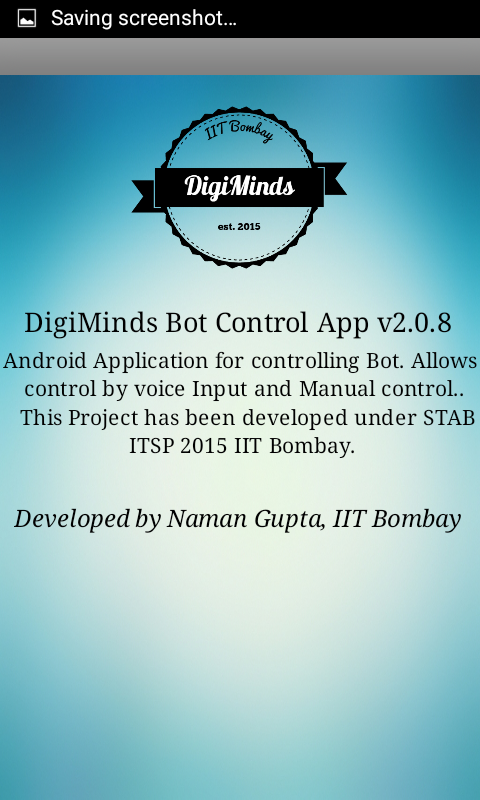 Saving screenshot...
IIT Bombay
DigiMinds
est. 2015
DigiMinds Bot Control App v2.0.8
Android Application for controlling Bot. Allows
control by voice Input and Manual control..
This Project has been developed under STAB
ITSP 2015 IIT Bombay.
Developed by Naman Gupta, IIT Bombay